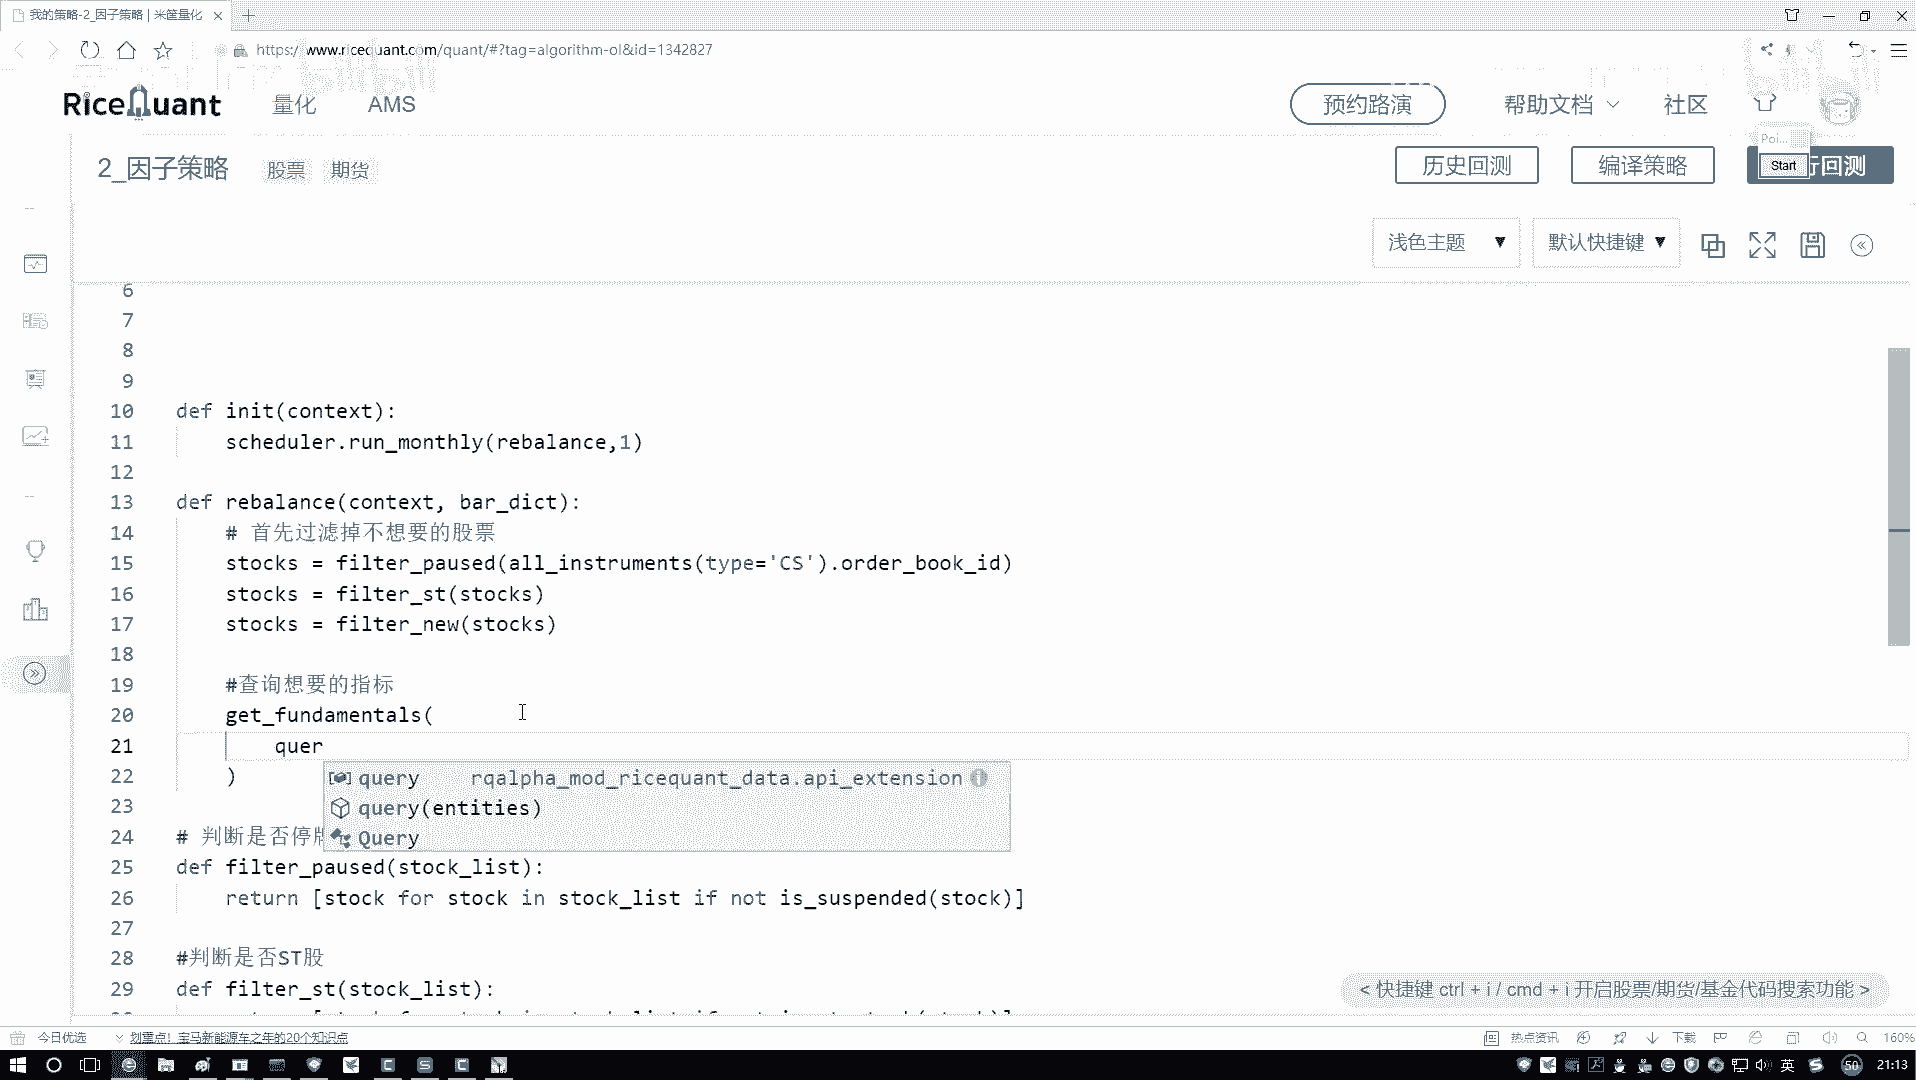 我的策略-2_因子策略 | 米筐量化
https://www.ricequant.com/quant/#?tag=algorithm-ol&id=1342827
RiceQuant 量化 AMS 预约路演 帮助文档 社区
Poi...
2_因子策略 股票 期货 历史回测 编译策略 Start 行回测
浅色主题 ▼ 默认快捷键 ▼
6
7
8
9
10 def init(context):
11 scheduler.run_monthly(rebalance,1)
12
13 def rebalance(context, bar_dict):
14 # 首先过滤掉不想要的股票
15 stocks = filter_paused(all_instruments(type='CS').order_book_id)
16 stocks = filter_st(stocks)
17 stocks = filter_new(stocks)
18
19 #查询想要的指标
20 get_fundamentals(
21 quer
22 )
query rqalpha_mod_ricequant_data.api_extension
23
query(entities)
24 # 判断是否停牌
Query
25 def filter_paused(stock_list):
26 return [stock for stock in stock_list if not is_suspended(stock)]
27
28 #判断是否ST股
29 def filter_st(stock_list):
< 快捷键 ctrl + i / cmd + i 开启股票/期货/基金代码搜索功能 >
今日优选 划重点！宝马新能源车之年的20个知识点 热点资讯 下载 160%
英 50 21:13